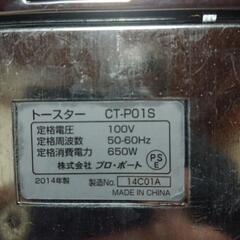 トースター CT-P01S
定格電圧 100V
定格周波数 50-60Hz
定格消費電力 650W
株式会社 プロ・ポート
PSE
2014年製 製造No. 14C01A
MADE IN CHINA